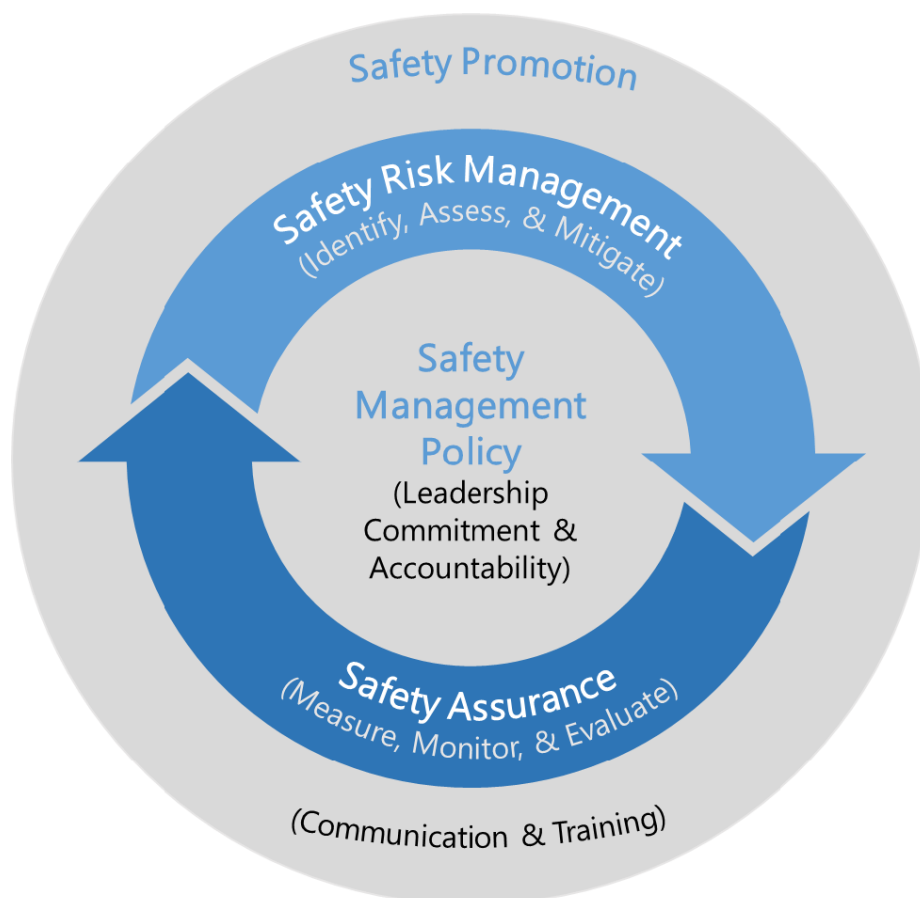 Safety Promotion
Safety Risk Management
(Identify, Assess, & Mitigate)
Safety
Management
Policy
(Leadership
Commitment &
Accountability)
Safety Assurance
(Measure, Monitor, & Evaluate)
(Communication & Training)